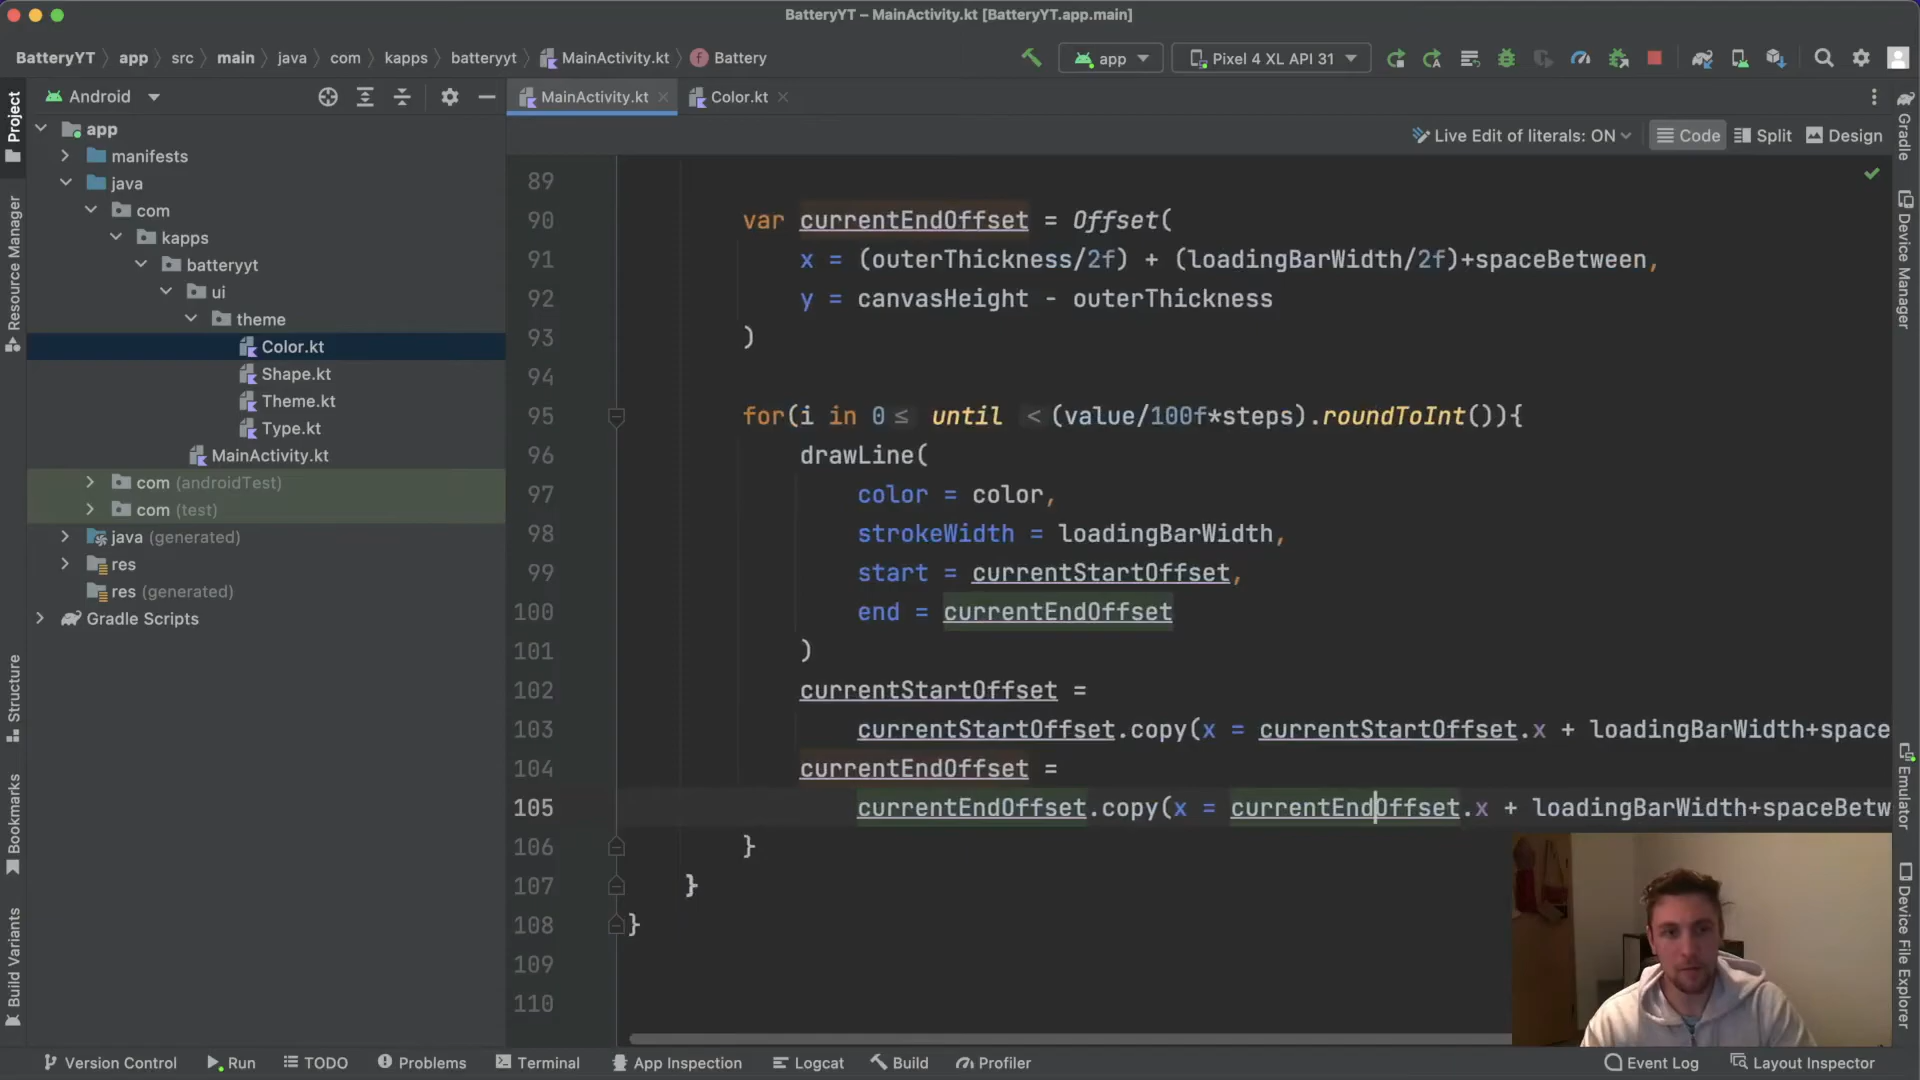 BatteryYT – MainActivity.kt [BatteryYT.app.main]
BatteryYT app src main java com kapps batteryyt MainActivity.kt Battery
app
Pixel 4 XL API 31
Android
MainActivity.kt
Color.kt
Live Edit of literals: ON
Code
Split
Design
Project
Resource Manager
Structure
Bookmarks
Build Variants
app
manifests
java
com
kapps
batteryyt
ui
theme
Color.kt
Shape.kt
Theme.kt
Type.kt
MainActivity.kt
com (androidTest)
com (test)
java (generated)
res
res (generated)
Gradle Scripts
89
90 var currentEndOffset = Offset(
91 x = (outerThickness/2f) + (loadingBarWidth/2f)+spaceBetween,
92 y = canvasHeight - outerThickness
93 )
94
95 for(i in 0≤ until <(value/100f*steps).roundToInt()){
96 drawLine(
97 color = color,
98 strokeWidth = loadingBarWidth,
99 start = currentStartOffset,
100 end = currentEndOffset
101 )
102 currentStartOffset =
103 currentStartOffset.copy(x = currentStartOffset.x + loadingBarWidth+space
104 currentEndOffset =
105 currentEndOffset.copy(x = currentEndOffset.x + loadingBarWidth+spaceBetw
106 }
107 }
108 }
109
110
Gradle
Device Manager
Emulator
Device File Explorer
Version Control
Run
TODO
Problems
Terminal
App Inspection
Logcat
Build
Profiler
Event Log
Layout Inspector